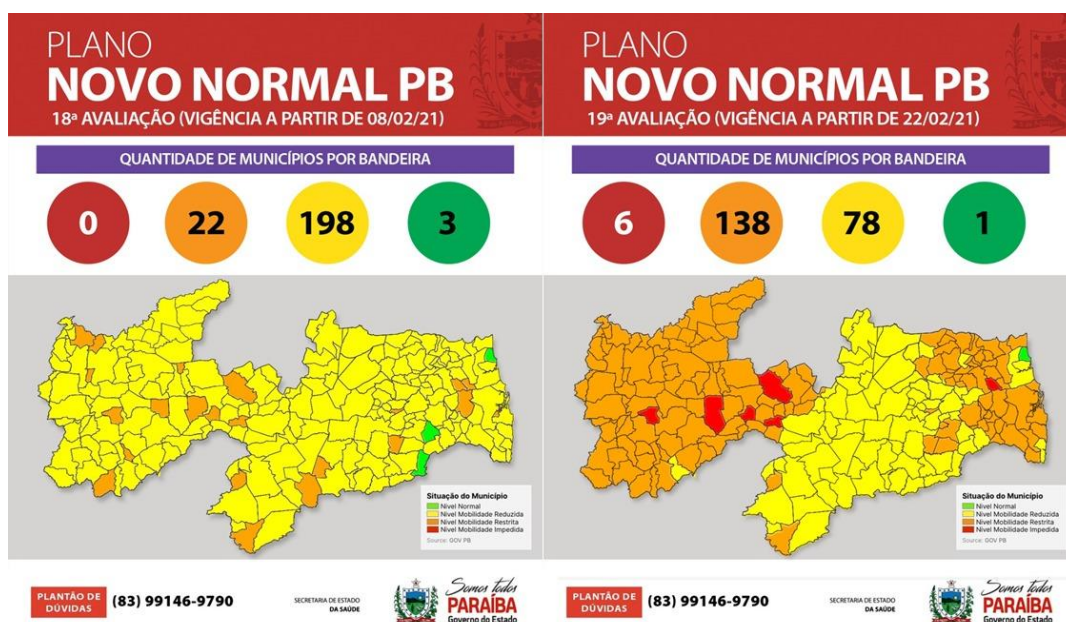 PLANO
NOVO NORMAL PB
18ª AVALIAÇÃO (VIGÊNCIA A PARTIR DE 08/02/21)
QUANTIDADE DE MUNICÍPIOS POR BANDEIRA
0 22 198 3
Situação do Município
Nível Normal
Nível Mobilidade Reduzida
Nível Mobilidade Restrita
Nível Mobilidade Impedida
Source: GOV PB
PLANTÃO DE
DÚVIDAS
(83) 99146-9790
SECRETARIA DE ESTADO
DA SAÚDE
Somos todos
PARAÍBA
Governo do Estado
PLANO
NOVO NORMAL PB
19ª AVALIAÇÃO (VIGÊNCIA A PARTIR DE 22/02/21)
QUANTIDADE DE MUNICÍPIOS POR BANDEIRA
6 138 78 1
Situação do Município
Nível Normal
Nível Mobilidade Reduzida
Nível Mobilidade Restrita
Nível Mobilidade Impedida
Source: GOV PB
PLANTÃO DE
DÚVIDAS
(83) 99146-9790
SECRETARIA DE ESTADO
DA SAÚDE
Somos todos
PARAÍBA
Governo do Estado